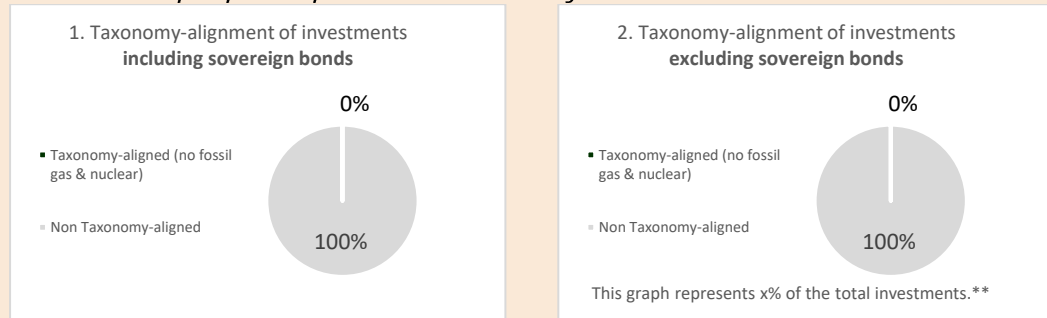 1. Taxonomy-alignment of investments
including sovereign bonds
0%
Taxonomy-aligned (no fossil
gas & nuclear)
Non Taxonomy-aligned
100%
2. Taxonomy-alignment of investments
excluding sovereign bonds
0%
Taxonomy-aligned (no fossil
gas & nuclear)
Non Taxonomy-aligned
100%
This graph represents x% of the total investments.**